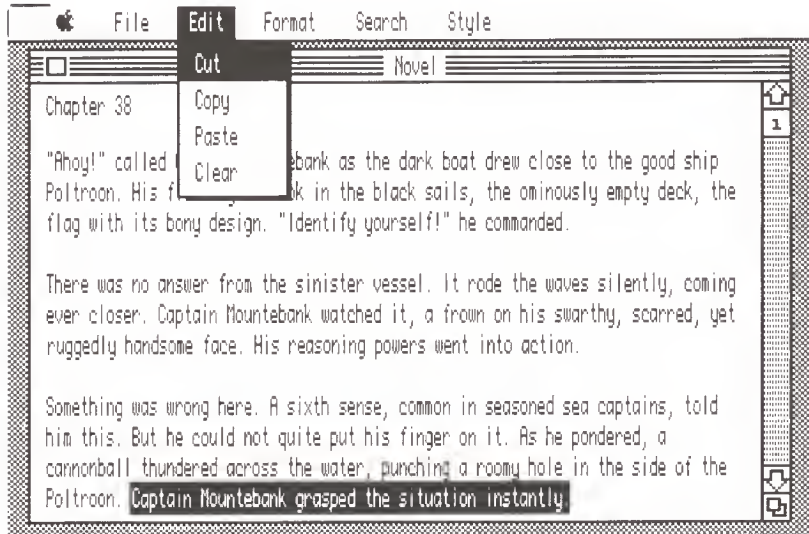 File Edit Format Search Style
Novel
Cut
Copy
Paste
Clear
Chapter 38
1
"Ahoy!" called ebank as the dark boat drew close to the good ship
Poltroon. His f k in the black sails, the ominously empty deck, the
flag with its bony design. "Identify yourself!" he commanded.
There was no answer from the sinister vessel. It rode the waves silently, coming
ever closer. Captain Mountebank watched it, a frown on his swarthy, scarred, yet
ruggedly handsome face. His reasoning powers went into action.
Something was wrong here. A sixth sense, common in seasoned sea captains, told
him this. But he could not quite put his finger on it. As he pondered, a
cannonball thundered across the water, punching a roomy hole in the side of the
Poltroon. Captain Mountebank grasped the situation instantly.